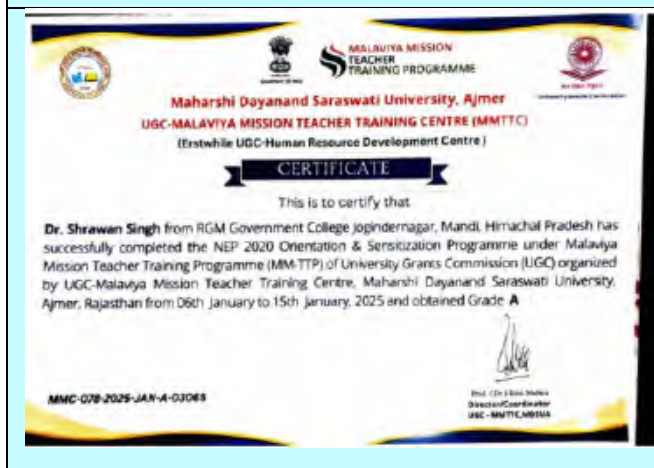 MALAVIYA MISSION
TEACHER
TRAINING PROGRAMME
Maharshi Dayanand Saraswati University, Ajmer
UGC-MALAVIYA MISSION TEACHER TRAINING CENTRE (MMTTC)
(Erstwhile UGC-Human Resource Development Centre)
CERTIFICATE
This is to certify that
Dr. Shrawan Singh from RGM Government College Jogindernagar, Mandi, Himachal Pradesh has
successfully completed the NEP 2020 Orientation & Sensitization Programme under Malaviya
Mission Teacher Training Programme (MM-TTP) of University Grants Commission (UGC) organized
by UGC-Malaviya Mission Teacher Training Centre, Maharshi Dayanand Saraswati University,
Ajmer, Rajasthan from 06th January to 15th January, 2025 and obtained Grade A
MMC-078-2025-JAN-A-03065
Director/Coordinator
UGC - MMTTC, MDSUA